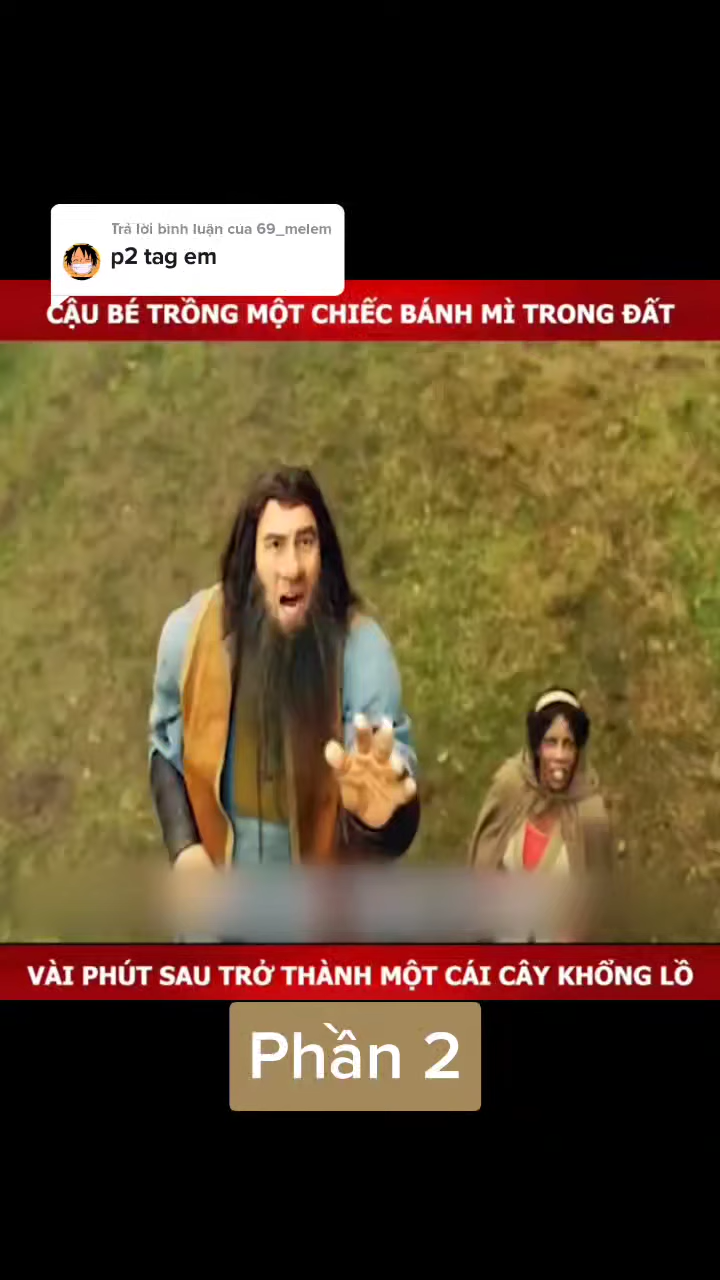 Trả lời bình luận của 69_melem
p2 tag em
CẬU BÉ TRỒNG MỘT CHIẾC BÁNH MÌ TRONG ĐẤT
VÀI PHÚT SAU TRỞ THÀNH MỘT CÁI CÂY KHỔNG LỒ
Phần 2